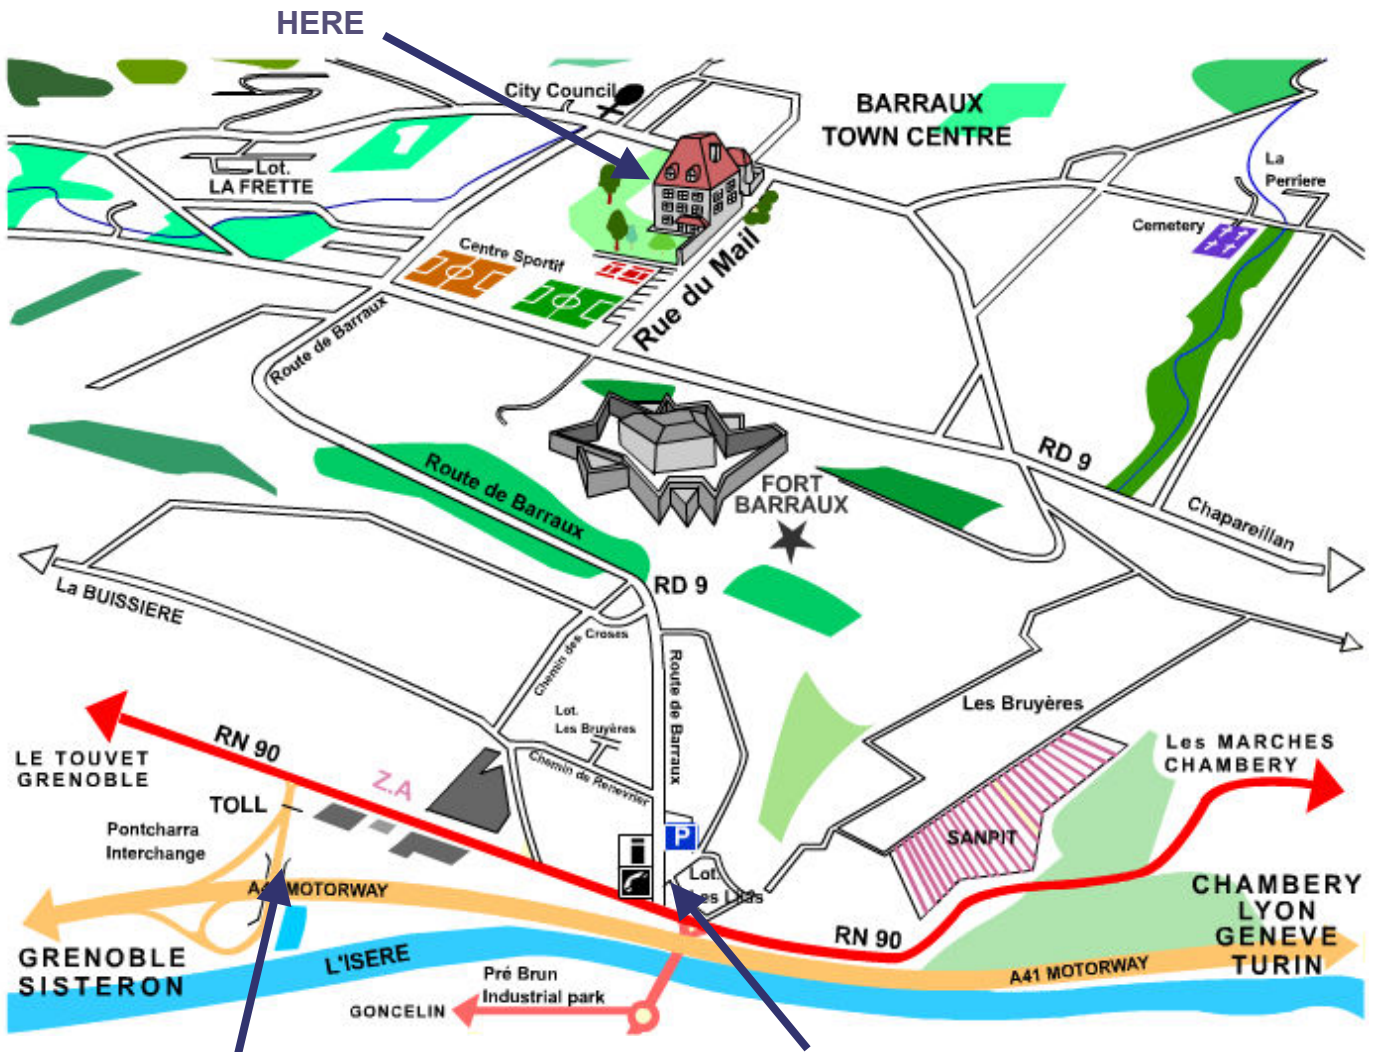 HERE
City Council
BARRAUX
TOWN CENTRE
Lot.
LA FRETTE
La
Perriere
Cemetery
Centre Sportif
Rue du Mail
Route de Barraux
RD 9
Chapareillan
Route de Barraux
FORT
BARRAUX
RD 9
La BUISSIERE
Chemin des Croses
Route de Barraux
Lot.
Les Bruyères
Les Bruyères
Chemin de Renevrier
RN 90
LE TOUVET
GRENOBLE
Z.A
TOLL
Pontcharra
Interchange
P
SANPIT
Les MARCHES
CHAMBERY
Lot.
A41 MOTORWAY
CHAMBERY
LYON
GENEVE
TURIN
RN 90
GRENOBLE
SISTERON
L'ISERE
Pré Brun
Industrial park
GONCELIN
A41 MOTORWAY